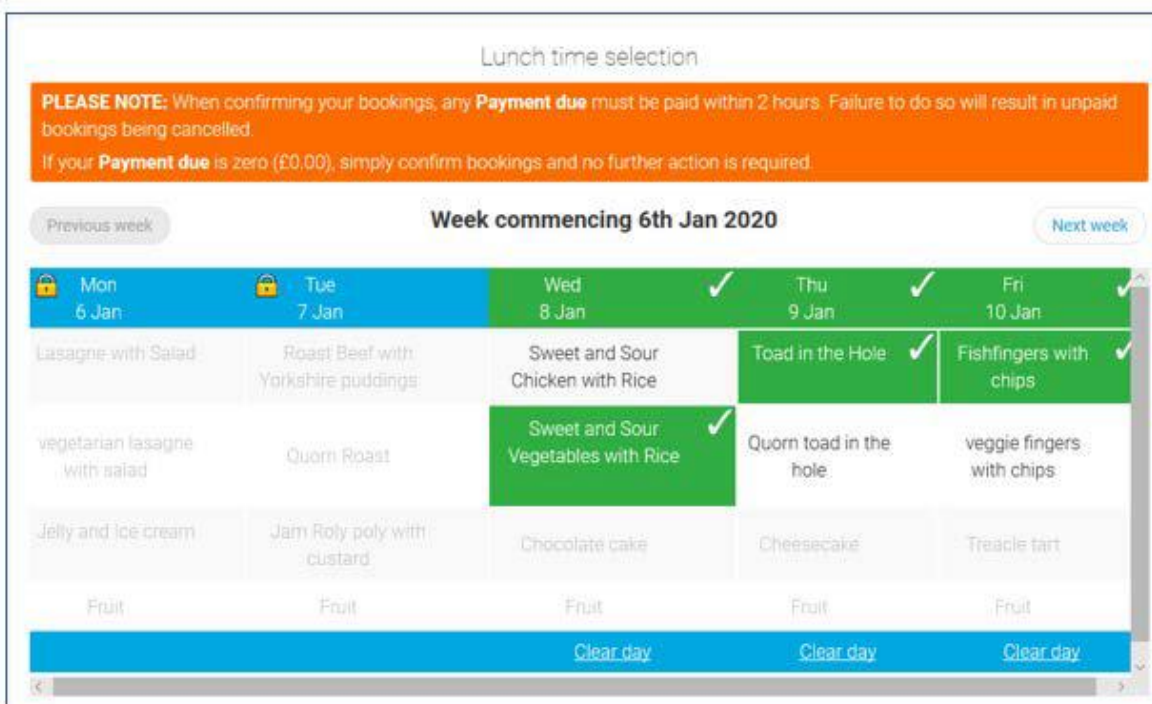 Lunch time selection
PLEASE NOTE: When confirming your bookings, any Payment due must be paid within 2 hours. Failure to do so will result in unpaid
bookings being cancelled.
If your Payment due is zero (£0.00), simply confirm bookings and no further action is required.
Previous week
Week commencing 6th Jan 2020
Next week
Mon
6 Jan
Tue
7 Jan
Wed
8 Jan
Thu
9 Jan
Fri
10 Jan
Lasagne with Salad
Roast Beef with
Yorkshire puddings
Sweet and Sour
Chicken with Rice
Toad in the Hole
Fishfingers with
chips
vegetarian lasagne
with salad
Quorn Roast
Sweet and Sour
Vegetables with Rice
Quorn toad in the
hole
veggie fingers
with chips
Jelly and Ice cream
Jam Roly poly with
custard
Chocolate cake
Cheesecake
Treacle tart
Fruit
Fruit
Fruit
Fruit
Fruit
Clear day
Clear day
Clear day